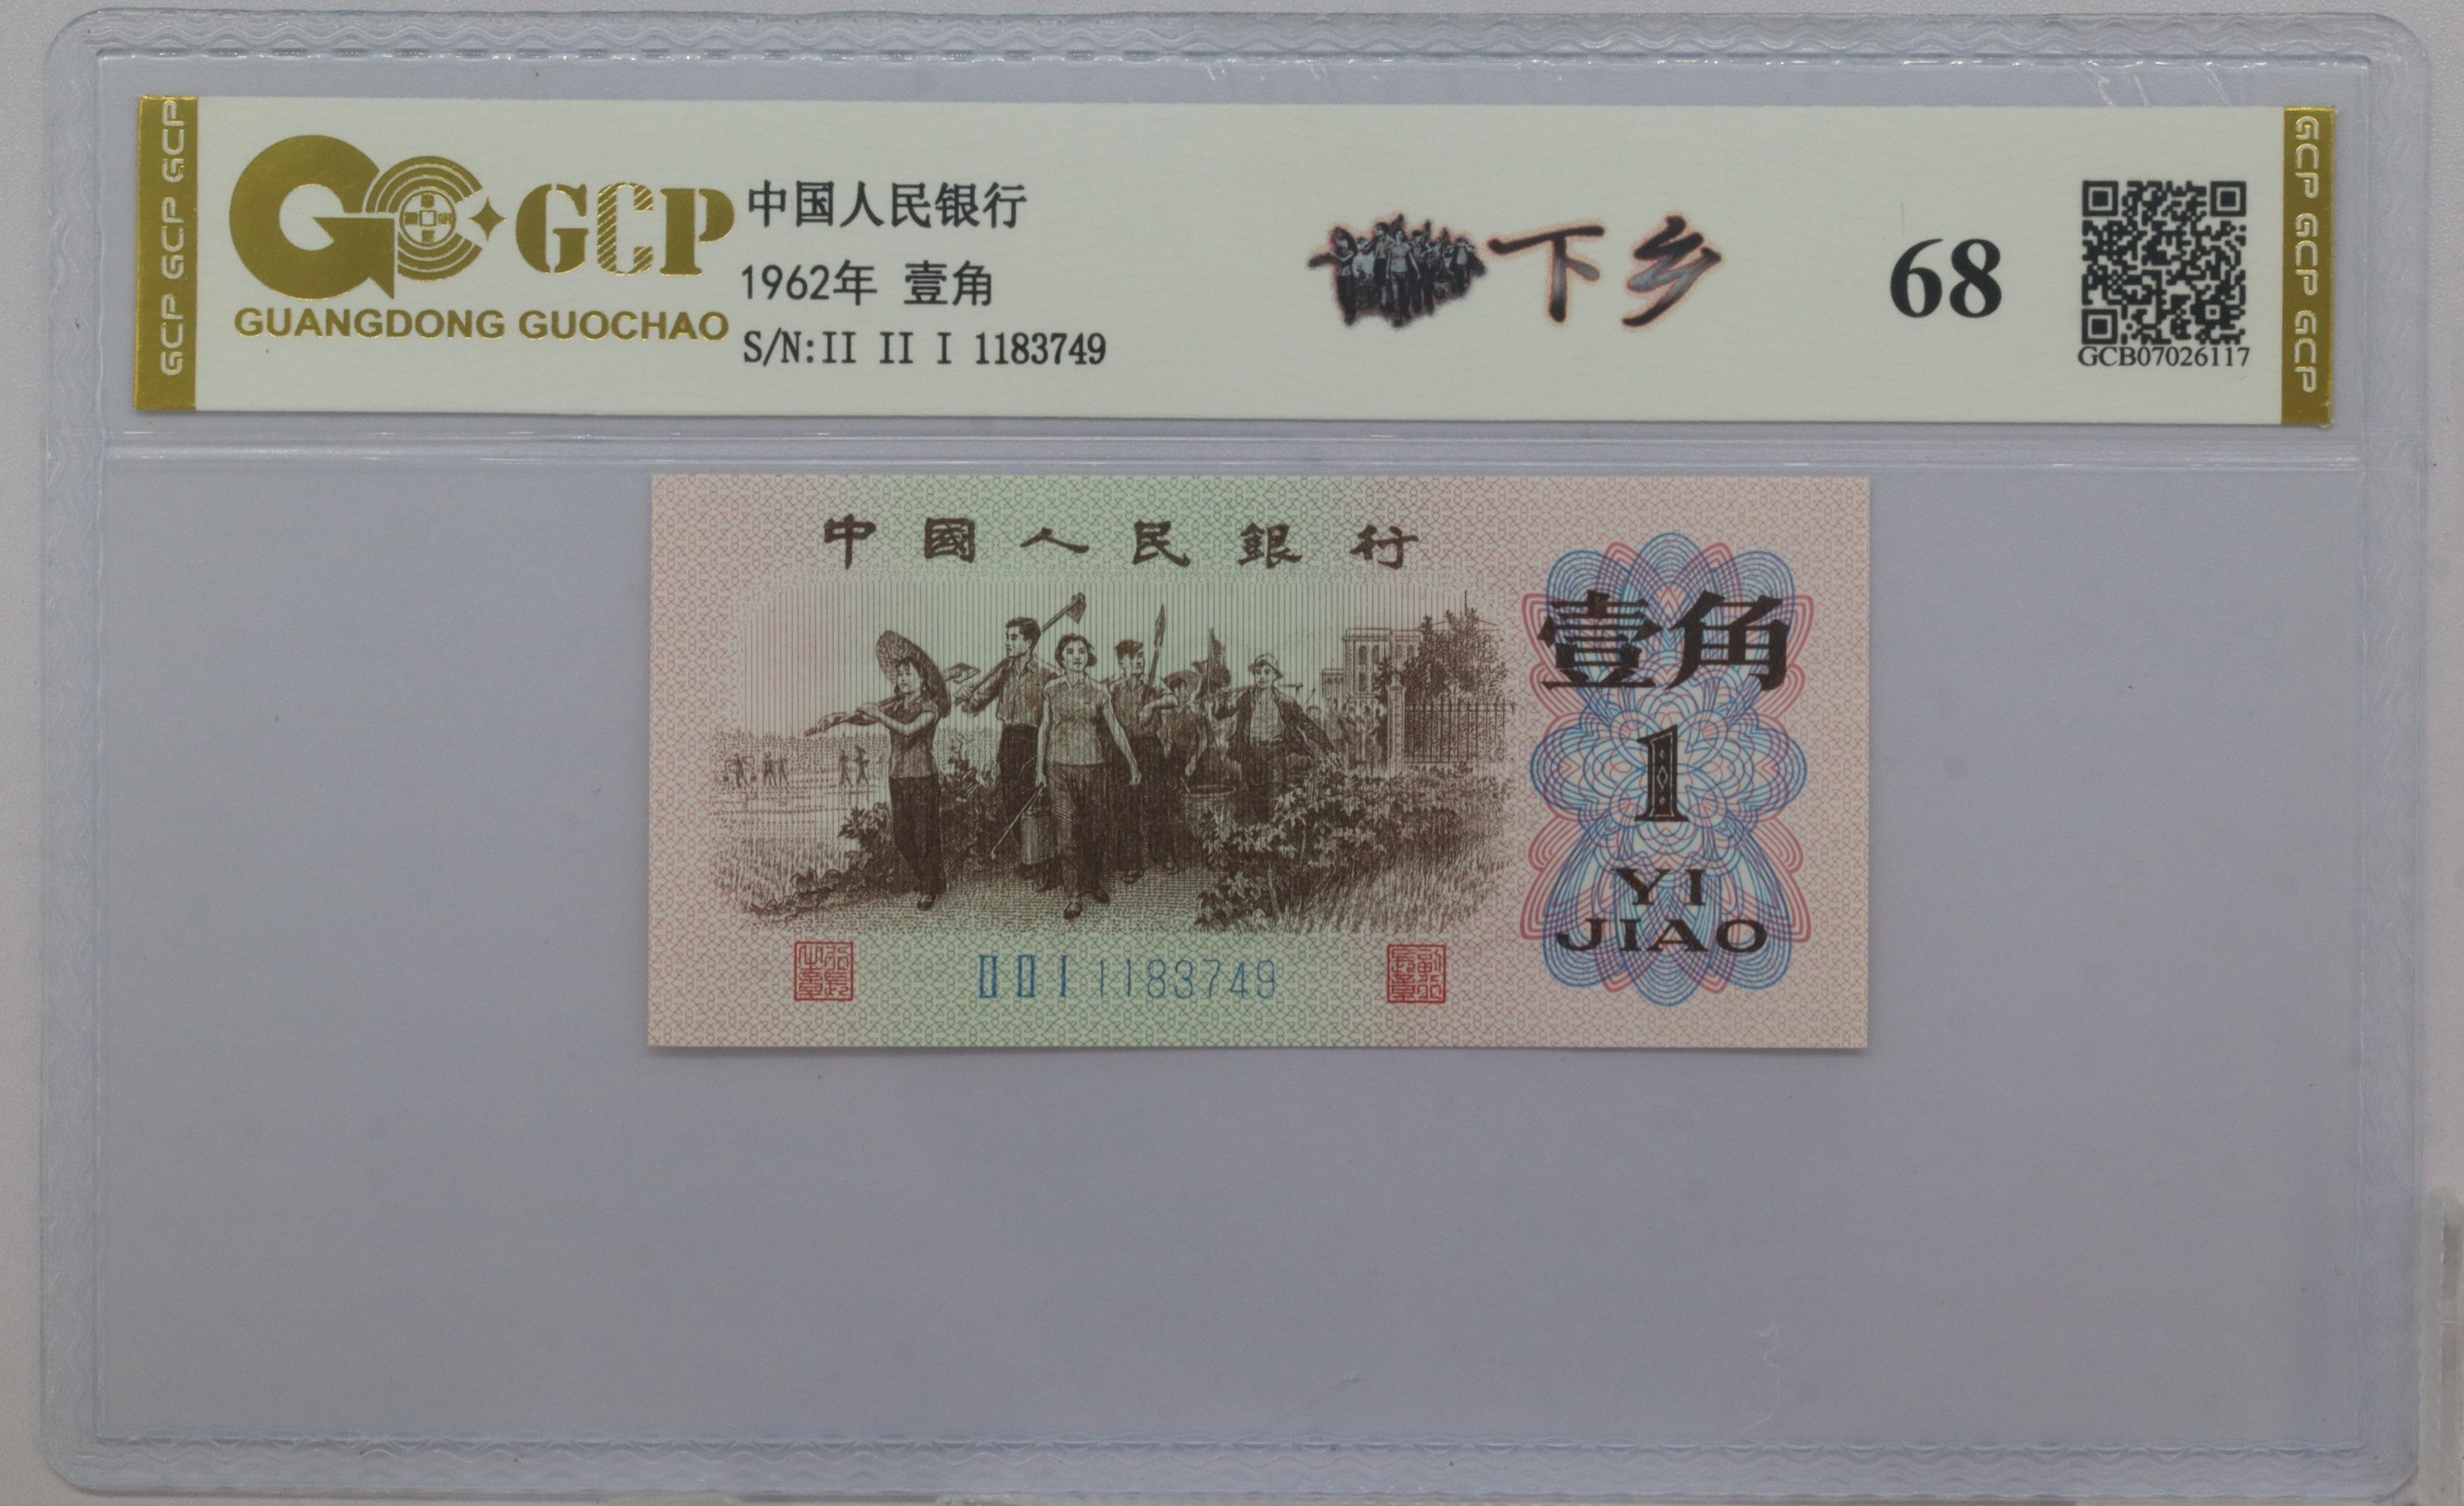 GCP GCP GCP
GCP
GUANGDONG GUOCHAO
中国人民银行
1962年 壹角
S/N:II II I 1183749
下乡
68
GCB07026117
GCP GCP GCP
中國人民銀行
壹角
1
YI
JIAO
II II I 1183749